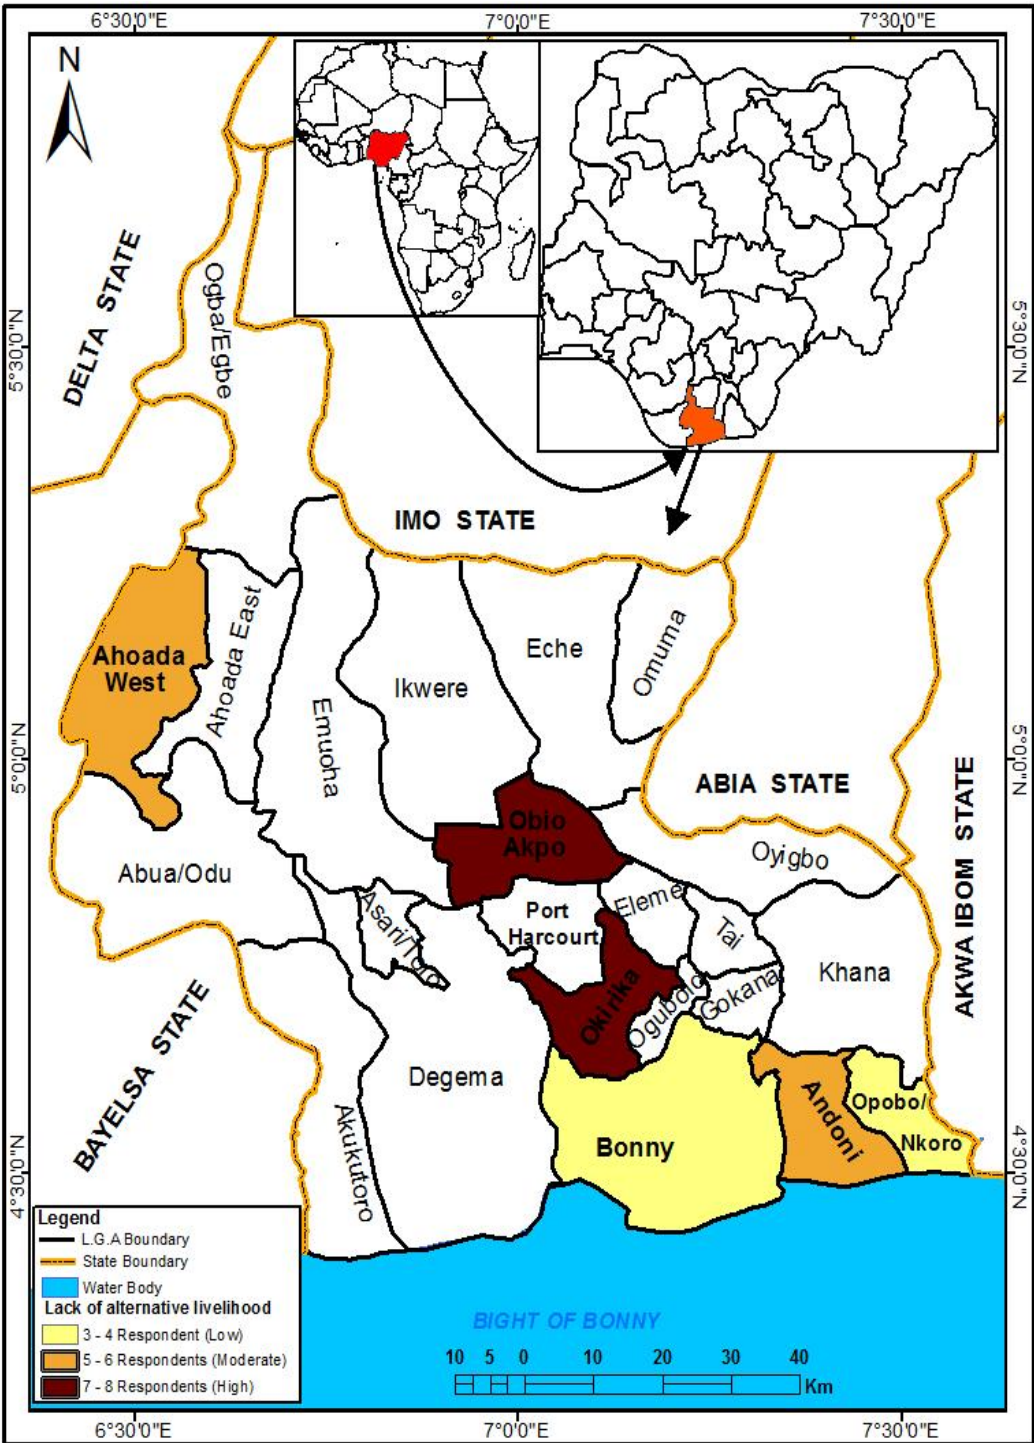 6°30'0"E
7°0'0"E
7°30'0"E
N
DELTA STATE
Ogba/Egbe
5°30'0"N
5°30'0"N
IMO STATE
Ahoada
West
Ahoada East
Emuoha
Ikwere
Eche
Omuma
5°0'0"N
5°0'0"N
ABIA STATE
AKWA IBOM STATE
Obio
Akpo
Oyigbo
Abua/Odu
Asari/Toro
Port
Harcourt
Eleme
Tai
Khana
Okirika
Ogubolo
Gokana
BAYELSA STATE
Degema
Akukutoro
Bonny
Andoni
Opobo/
Nkoro
4°30'0"N
4°30'0"N
Legend
L.G.A Boundary
State Boundary
Water Body
Lack of alternative livelihood
3 - 4 Respondent (Low)
5 - 6 Respondents (Moderate)
7 - 8 Respondents (High)
BIGHT OF BONNY
10 5 0 10 20 30 40
Km
6°30'0"E
7°0'0"E
7°30'0"E